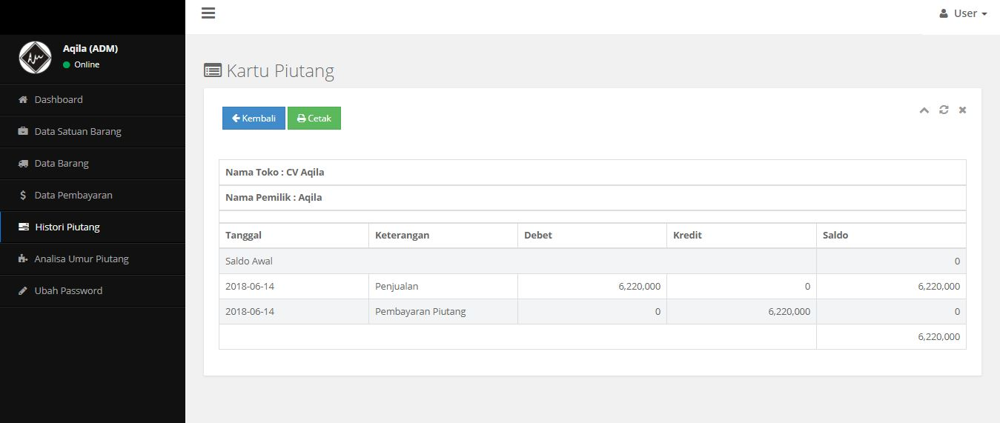 User
Aqila (ADM)
Online
Dashboard
Data Satuan Barang
Data Barang
Data Pembayaran
Histori Piutang
Analisa Umur Piutang
Ubah Password
Kartu Piutang
Kembali Cetak
Nama Toko : CV Aqila
Nama Pemilik : Aqila
Tanggal Keterangan Debet Kredit Saldo
Saldo Awal 0
2018-06-14 Penjualan 6,220,000 0 6,220,000
2018-06-14 Pembayaran Piutang 0 6,220,000 0
6,220,000